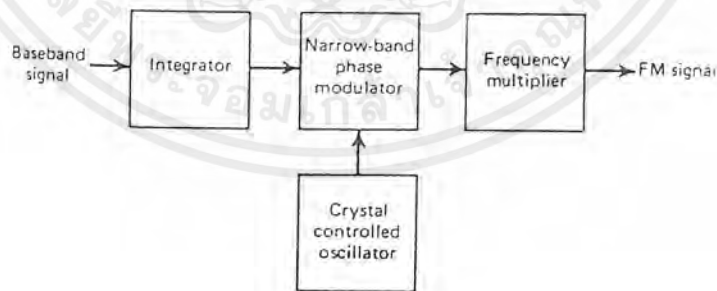 Baseband
signal
Integrator
Narrow-band
phase
modulator
Frequency
multiplier
FM signal
Crystal
controlled
oscillator